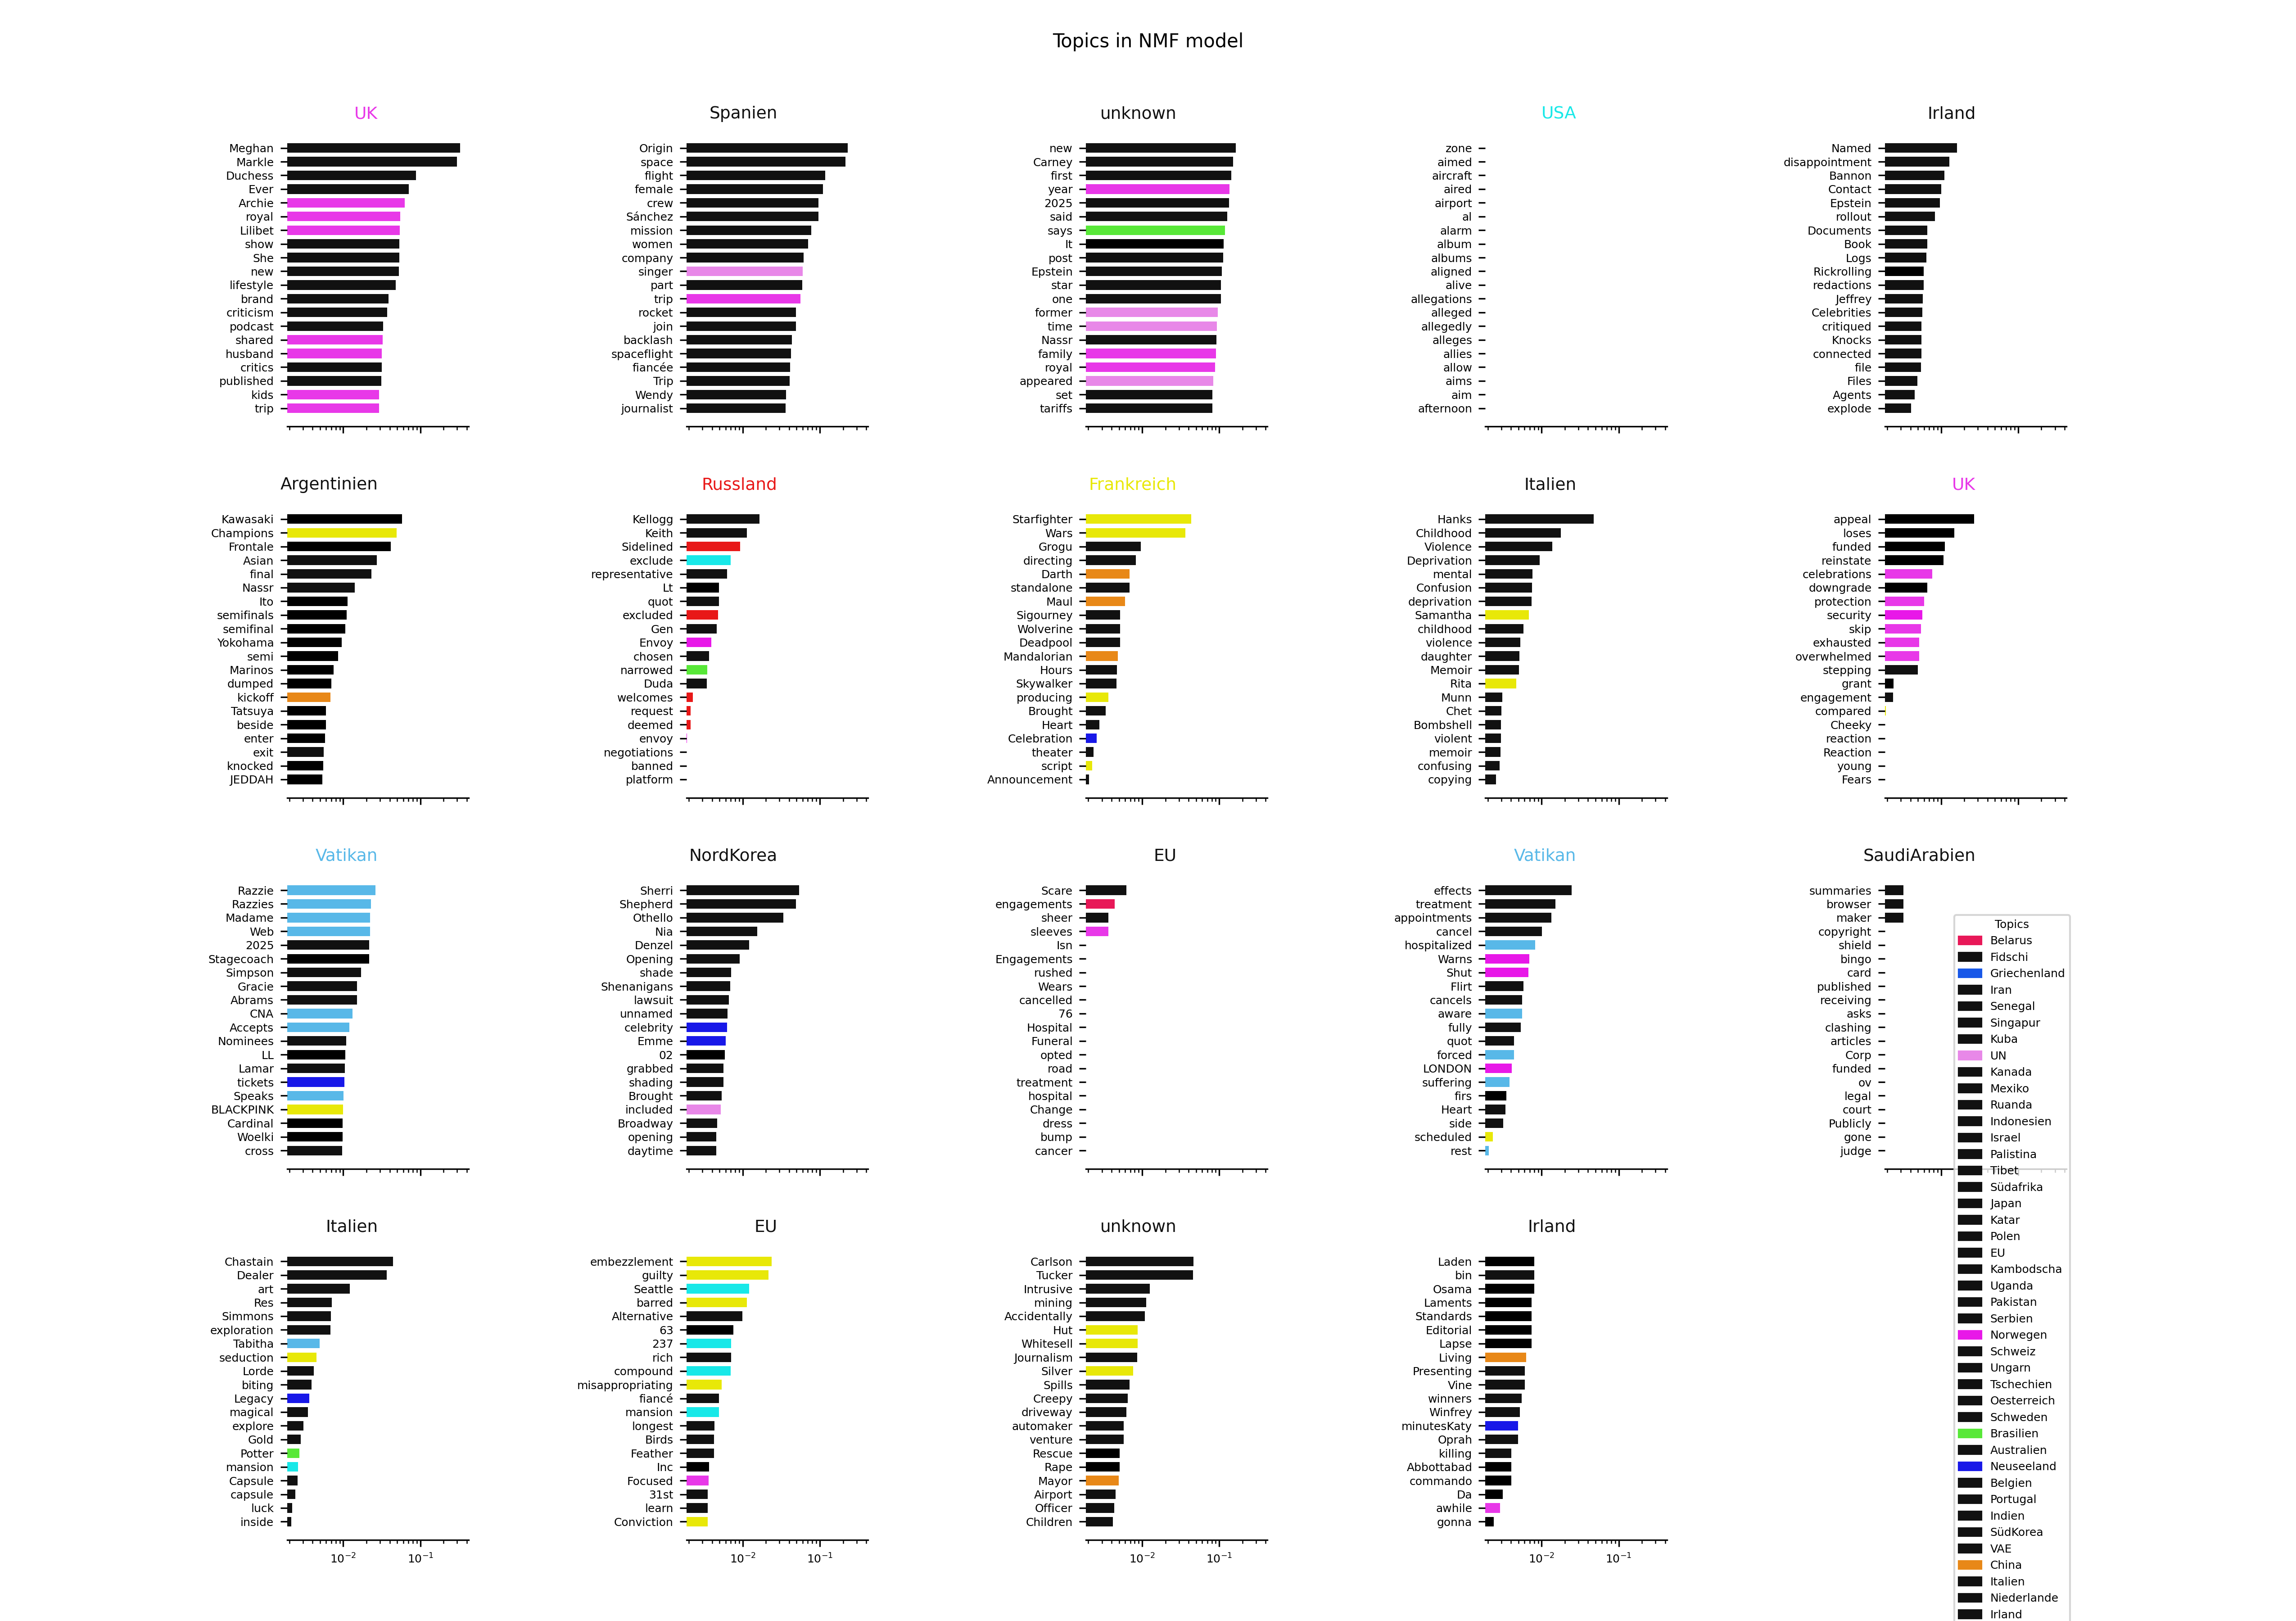 Topics in NMF model
UK
Meghan
Markle
Duchess
Ever
Archie
royal
Lilibet
show
She
new
lifestyle
brand
criticism
podcast
shared
husband
critics
published
kids
trip
Spanien
Origin
space
flight
female
crew
Sánchez
mission
women
company
singer
part
trip
rocket
join
backlash
spaceflight
fiancée
Trip
Wendy
journalist
unknown
new
Carney
first
year
2025
said
says
It
post
Epstein
star
one
former
time
Nassr
family
royal
appeared
set
tariffs
USA
zone
aimed
aircraft
aired
airport
al
alarm
album
albums
aligned
alive
allegations
alleged
allegedly
alleges
allies
allow
aims
aim
afternoon
Irland
Named
disappointment
Bannon
Contact
Epstein
rollout
Documents
Book
Logs
Rickrolling
redactions
Jeffrey
Celebrities
critiqued
Knocks
connected
file
Files
Agents
explode
Argentinien
Kawasaki
Champions
Frontale
Asian
final
Nassr
Ito
semifinals
semifinal
Yokohama
semi
Marinos
dumped
kickoff
Tatsuya
beside
enter
exit
knocked
JEDDAH
Russland
Kellogg
Keith
Sidelined
exclude
representative
Lt
quot
excluded
Gen
Envoy
chosen
narrowed
Duda
welcomes
request
deemed
envoy
negotiations
banned
platform
Frankreich
Starfighter
Wars
Grogu
directing
Darth
standalone
Maul
Sigourney
Wolverine
Deadpool
Mandalorian
Hours
Skywalker
producing
Brought
Heart
Celebration
theater
script
Announcement
Italien
Hanks
Childhood
Violence
Deprivation
mental
Confusion
deprivation
Samantha
childhood
violence
daughter
Memoir
Rita
Munn
Chet
Bombshell
violent
memoir
confusing
copying
UK
appeal
loses
funded
reinstate
celebrations
downgrade
protection
security
skip
exhausted
overwhelmed
stepping
grant
engagement
compared
Cheeky
reaction
Reaction
young
Fears
Vatikan
Razzie
Razzies
Madame
Web
2025
Stagecoach
Simpson
Gracie
Abrams
CNA
Accepts
Nominees
LL
Lamar
tickets
Speaks
BLACKPINK
Cardinal
Woelki
cross
NordKorea
Sherri
Shepherd
Othello
Nia
Denzel
Opening
shade
Shenanigans
lawsuit
unnamed
celebrity
Emme
02
grabbed
shading
Brought
included
Broadway
opening
daytime
EU
Scare
engagements
sheer
sleeves
Isn
Engagements
rushed
Wears
cancelled
76
Hospital
Funeral
opted
road
treatment
hospital
Change
dress
bump
cancer
Vatikan
effects
treatment
appointments
cancel
hospitalized
Warns
Shut
Flirt
cancels
aware
fully
quot
forced
LONDON
suffering
firs
Heart
side
scheduled
rest
SaudiArabien
summaries
browser
maker
copyright
shield
bingo
card
published
receiving
asks
clashing
articles
Corp
funded
ov
legal
court
Publicly
gone
judge
Italien
Chastain
Dealer
art
Res
Simmons
exploration
Tabitha
seduction
Lorde
biting
Legacy
magical
explore
Gold
Potter
mansion
Capsule
capsule
luck
inside
10⁻² 10⁻¹
EU
embezzlement
guilty
Seattle
barred
Alternative
63
237
rich
compound
misappropriating
fiancé
mansion
longest
Birds
Feather
Inc
Focused
31st
learn
Conviction
10⁻² 10⁻¹
unknown
Carlson
Tucker
Intrusive
mining
Accidentally
Hut
Whitesell
Journalism
Silver
Spills
Creepy
driveway
automaker
venture
Rescue
Rape
Mayor
Airport
Officer
Children
10⁻² 10⁻¹
Irland
Laden
bin
Osama
Laments
Standards
Editorial
Lapse
Living
Presenting
Vine
winners
Winfrey
minutesKaty
Oprah
killing
Abbottabad
commando
Da
awhile
gonna
10⁻² 10⁻¹
Topics
Belarus
Fidschi
Griechenland
Iran
Senegal
Singapur
Kuba
UN
Kanada
Mexiko
Ruanda
Indonesien
Israel
Palistina
Tibet
Südafrika
Japan
Katar
Polen
EU
Kambodscha
Uganda
Pakistan
Serbien
Norwegen
Schweiz
Ungarn
Tschechien
Oesterreich
Schweden
Brasilien
Australien
Neuseeland
Belgien
Portugal
Indien
SüdKorea
VAE
China
Italien
Niederlande
Irland